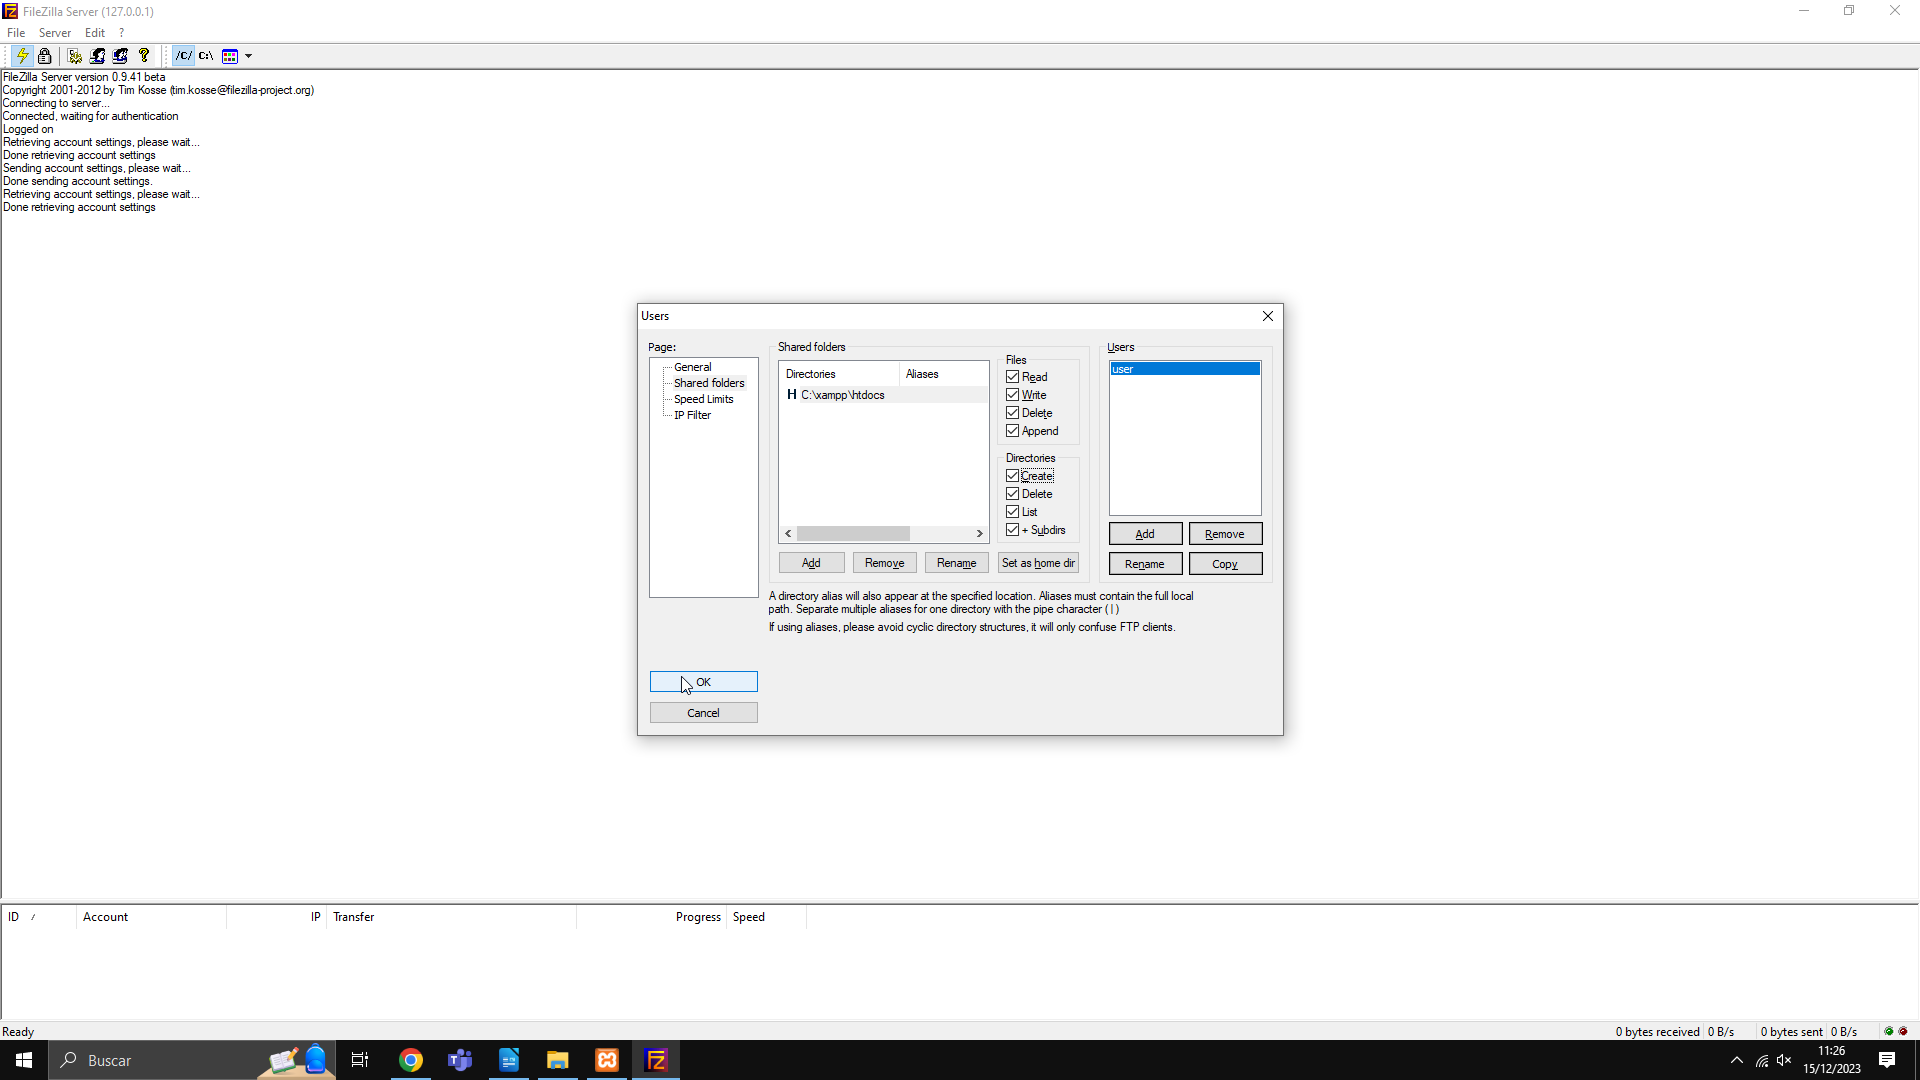 FileZilla Server (127.0.0.1)
File Server Edit ?
/C/ C:\
FileZilla Server version 0.9.41 beta
Copyright 2001-2012 by Tim Kosse (tim.kosse@filezilla-project.org)
Connecting to server...
Connected, waiting for authentication
Logged on
Retrieving account settings, please wait...
Done retrieving account settings
Sending account settings, please wait...
Done sending account settings.
Retrieving account settings, please wait...
Done retrieving account settings
Users
Page:
General
Shared folders
Speed Limits
IP Filter
Shared folders
Directories Aliases
H C:\xampp\htdocs
Files
Read
Write
Delete
Append
Directories
Create
Delete
List
+ Subdirs
Add Remove Rename Set as home dir
Users
user
Add Remove
Rename Copy
A directory alias will also appear at the specified location. Aliases must contain the full local
path. Separate multiple aliases for one directory with the pipe character (|)
If using aliases, please avoid cyclic directory structures, it will only confuse FTP clients.
OK
Cancel
ID / Account IP Transfer Progress Speed
Ready 0 bytes received 0 B/s 0 bytes sent 0 B/s
Buscar
11:26
15/12/2023